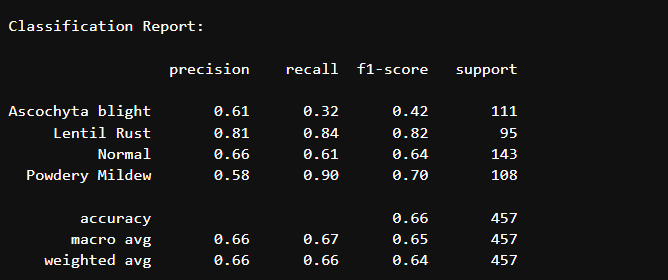 Classification Report:
precision recall f1-score support
Ascochyta blight 0.61 0.32 0.42 111
Lentil Rust 0.81 0.84 0.82 95
Normal 0.66 0.61 0.64 143
Powdery Mildew 0.58 0.90 0.70 108
accuracy 0.66 457
macro avg 0.66 0.67 0.65 457
weighted avg 0.66 0.66 0.64 457